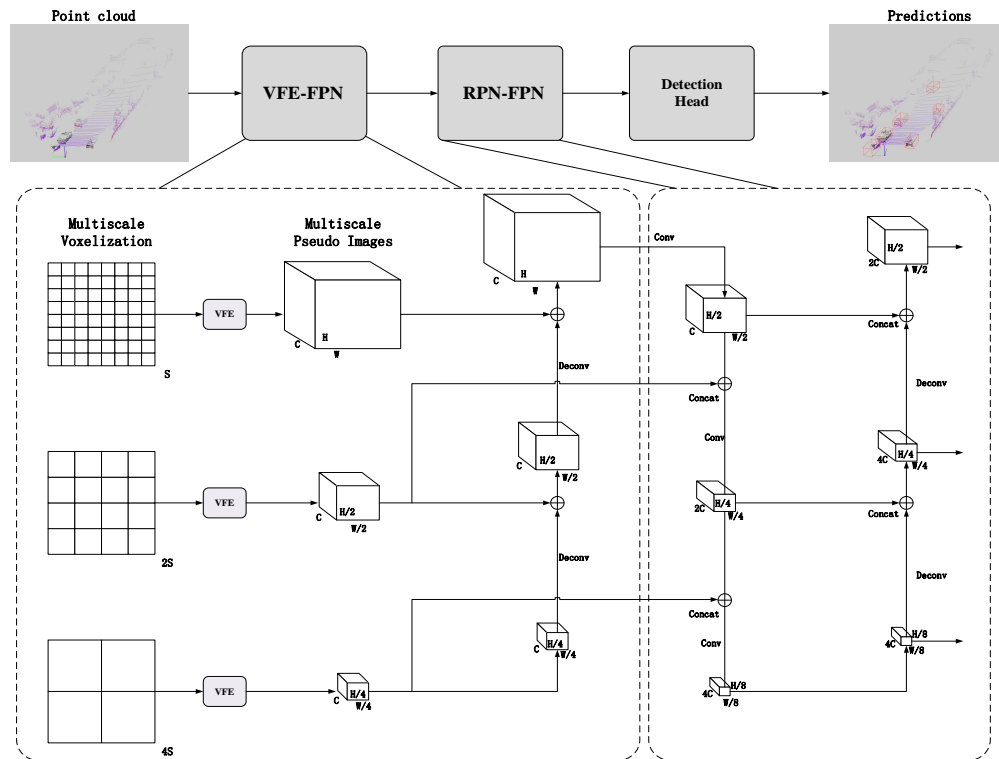 Point cloud
Predictions
VFE-FPN
RPN-FPN
Detection
Head
Multiscale
Voxelization
Multiscale
Pseudo Images
S
VFE
C
H
W
C
H
W
Conv
Deconv
C
H/2
W/2
2C
H/2
W/2
Concat
Concat
Conv
Deconv
2S
VFE
C
H/2
W/2
C
H/2
W/2
Deconv
2C
H/4
W/4
4C
H/4
W/4
Concat
Concat
Conv
Deconv
4S
VFE
C
H/4
W/4
C
H/4
W/4
4C
H/8
W/8
4C
H/8
W/8